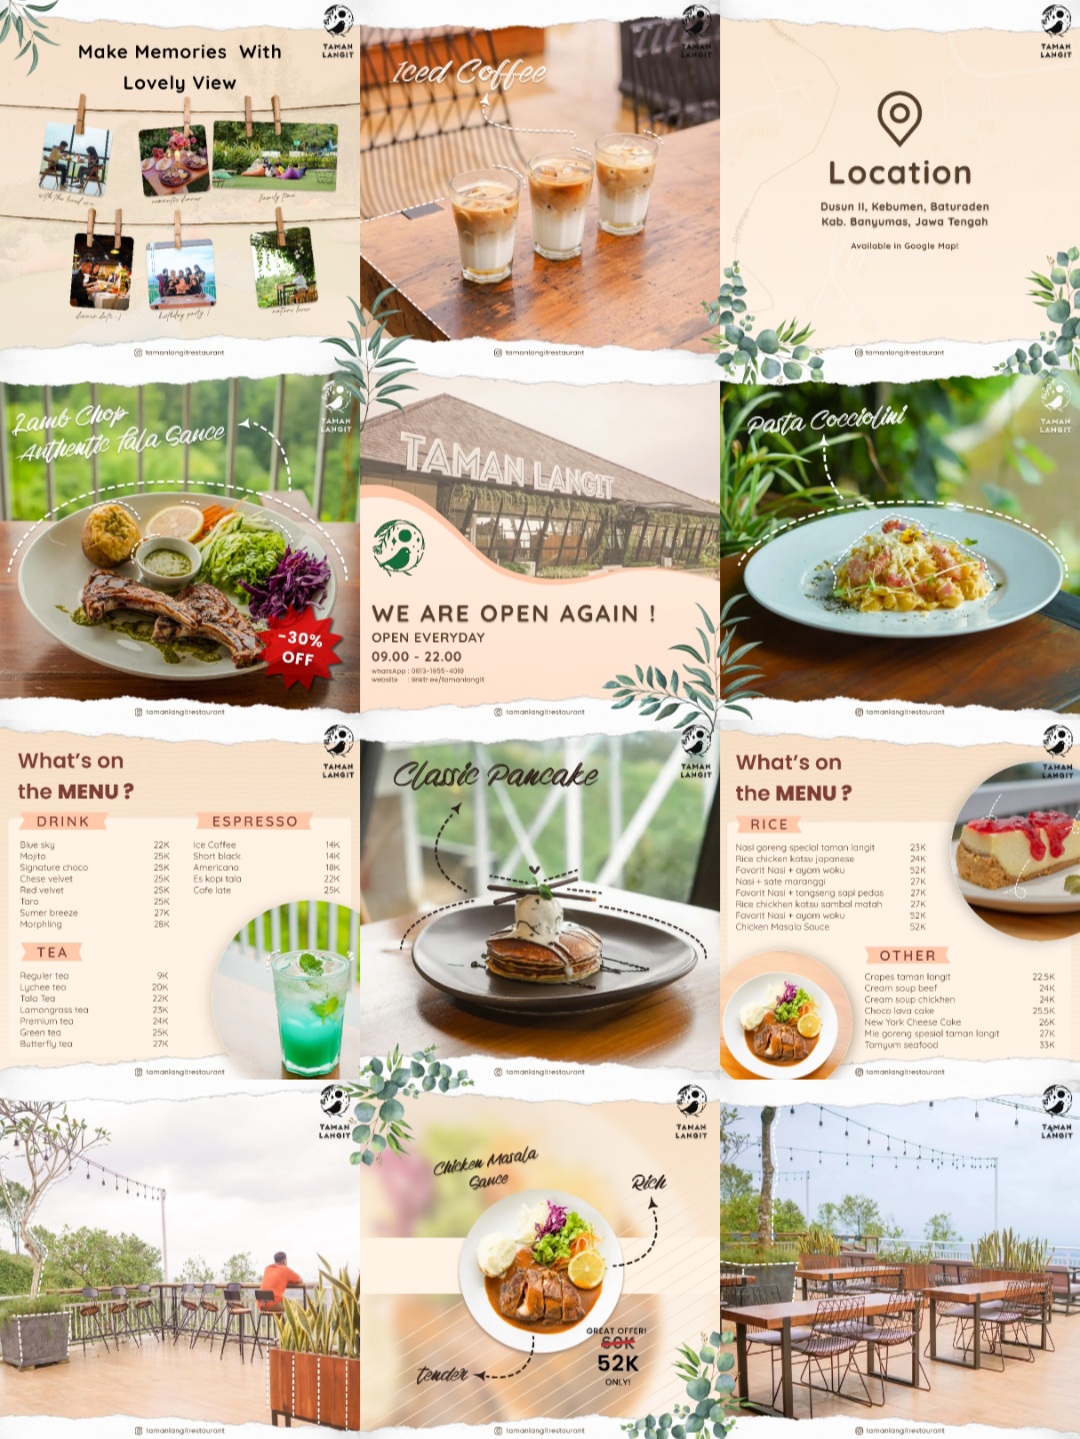 Make Memories With
Lovely View
TAMAN
LANGIT
with the loved one
romantic dinner
family time
dinner date :)
birthday party !
nature lover
tamanlangitrestaurant
Iced Coffee
TAMAN
LANGIT
tamanlangitrestaurant
TAMAN
LANGIT
Location
Dusun II, Kebumen, Baturaden
Kab. Banyumas, Jawa Tengah
Available in Google Map!
tamanlangitrestaurant
Lamb Chop
Authentic Pala Sauce
TAMAN
LANGIT
~30%
OFF
tamanlangitrestaurant
TAMAN LANGIT
WE ARE OPEN AGAIN !
OPEN EVERYDAY
09.00 - 22.00
whatsApp : 0813-1955-4019
website : linktr.ee/tamanlangit
tamanlangitrestaurant
Pasta Cocciolini
TAMAN
LANGIT
tamanlangitrestaurant
What's on
the MENU ?
TAMAN
LANGIT
DRINK
Blue sky 22K
Mojito 25K
Signature choco 25K
Chese velvet 25K
Red velvet 25K
Taro 25K
Sumer breeze 27K
Morphling 28K
ESPRESSO
Ice Coffee 14K
Short black 14K
Americano 18K
Es kopi tala 22K
Cafe late 25K
TEA
Reguler tea 9K
Lychee tea 20K
Tala Tea 22K
Lamongrass tea 23K
Premium tea 24K
Green tea 25K
Butterfly tea 27K
tamanlangitrestaurant
Classic Pancake
TAMAN
LANGIT
tamanlangitrestaurant
What's on
the MENU ?
TAMAN
LANGIT
RICE
Nasi goreng special taman langit 23K
Rice chicken katsu japanese 24K
Favorit Nasi + ayam woku 52K
Nasi + sate maranggi 27K
Favorit Nasi + tongseng sapi pedas 27K
Rice chickhen katsu sambal matah 27K
Favorit Nasi + ayam woku 52K
Chicken Masala Sauce 52K
OTHER
Crapes taman langit 22.5K
Cream soup beef 24K
Cream soup chickhen 24K
Choco lava cake 25.5K
New York Cheese Cake 26K
Mie goreng spesial taman langit 27K
Tamyum seafood 33K
tamanlangitrestaurant
TAMAN
LANGIT
tamanlangitrestaurant
TAMAN
LANGIT
Chicken Masala
Sauce
Rich
GREAT OFFER!
60K
52K
ONLY!
tender
tamanlangitrestaurant
TAMAN
LANGIT
tamanlangitrestaurant